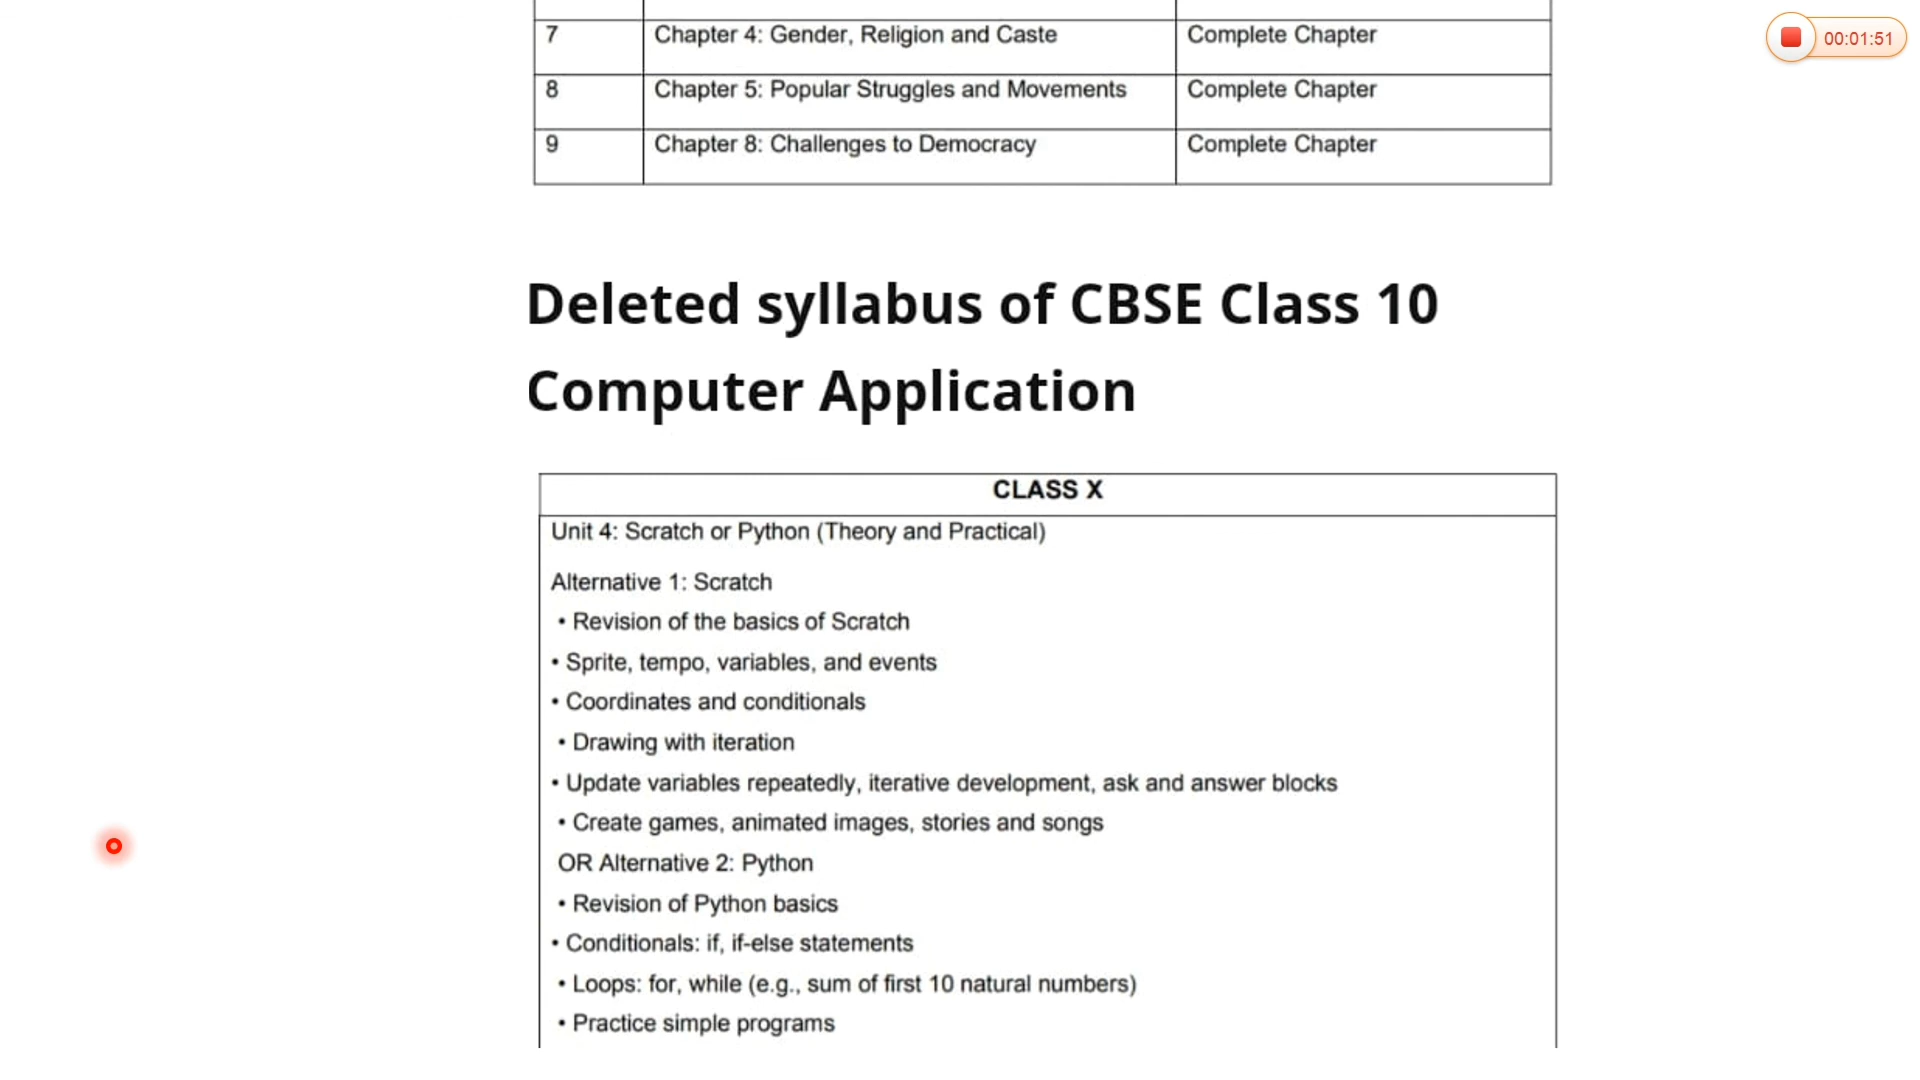 7 Chapter 4: Gender, Religion and Caste Complete Chapter
8 Chapter 5: Popular Struggles and Movements Complete Chapter
9 Chapter 8: Challenges to Democracy Complete Chapter
00:01:51
Deleted syllabus of CBSE Class 10
Computer Application
CLASS X
Unit 4: Scratch or Python (Theory and Practical)
Alternative 1: Scratch
• Revision of the basics of Scratch
• Sprite, tempo, variables, and events
• Coordinates and conditionals
• Drawing with iteration
• Update variables repeatedly, iterative development, ask and answer blocks
• Create games, animated images, stories and songs
OR Alternative 2: Python
• Revision of Python basics
• Conditionals: if, if-else statements
• Loops: for, while (e.g., sum of first 10 natural numbers)
• Practice simple programs